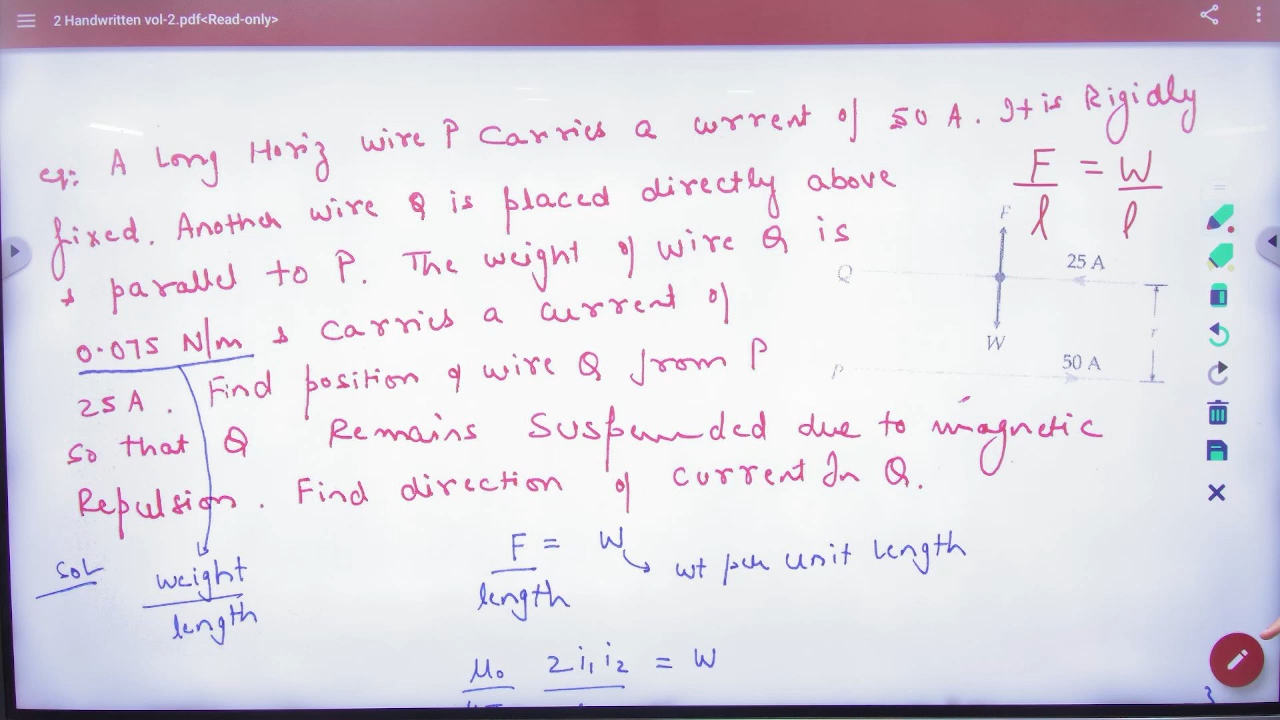 2 Handwritten vol-2.pdf<Read-only>
eg: A Long Horiz wire P Carries a current of 50 A. It is Rigidly
fixed. Another wire Q is placed directly above
& parallel to P. The weight of wire Q is
0.075 N/m & carries a current of
25 A. Find position of wire Q from P
so that Q Remains Suspended due to magnetic
Repulsion. Find direction of current In Q.
F/l = W/l
F
Q 25 A
r
W
P 50 A
Sol weight/length
F/length = W → wt per unit length
μ₀ 2i₁i₂ = W
3